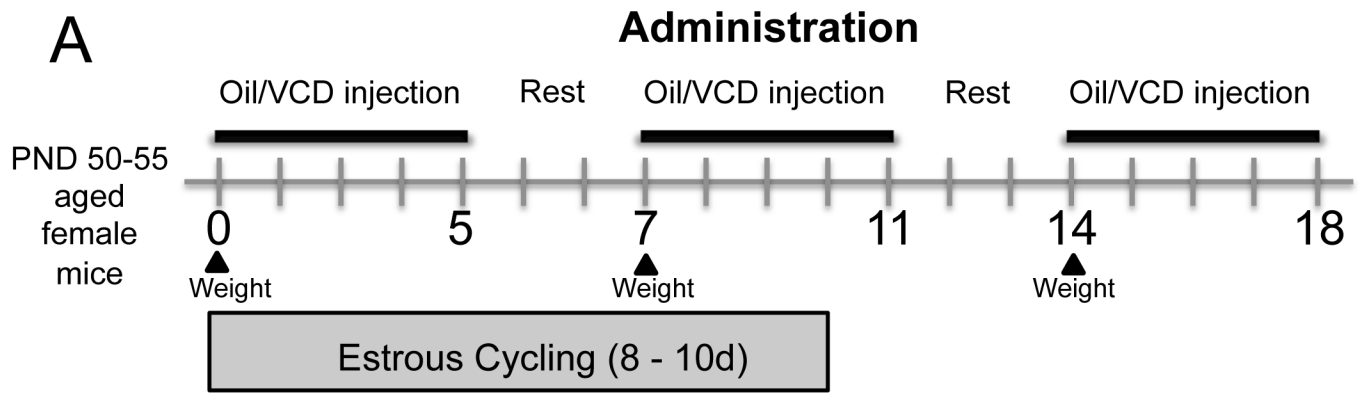 A
Administration
Oil/VCD injection Rest Oil/VCD injection Rest Oil/VCD injection
PND 50-55
aged
female
mice
0 5 7 11 14 18
Weight Weight Weight
Estrous Cycling (8 - 10d)